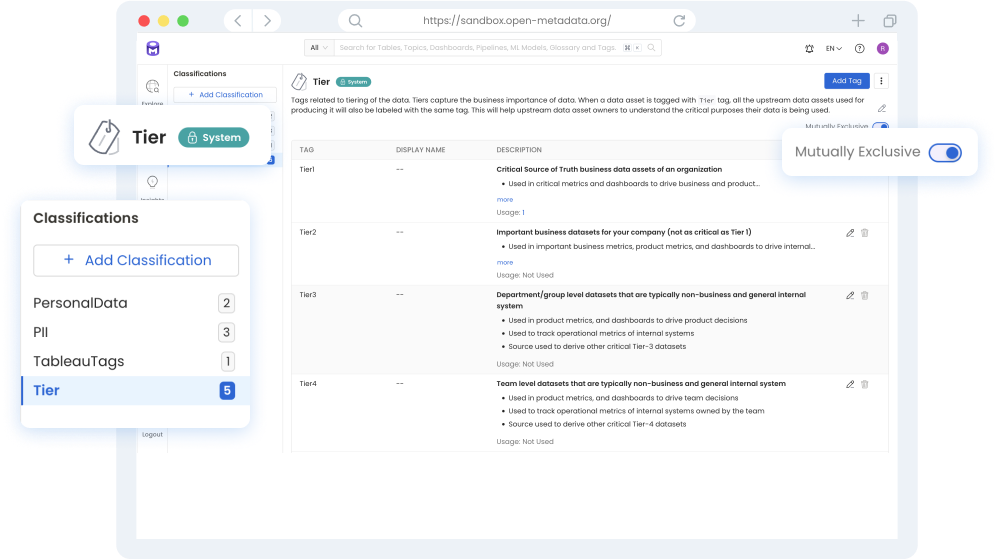 https://sandbox.open-metadata.org/
All
Search for Tables, Topics, Dashboards, Pipelines, ML Models, Glossary and Tags.
⌘ K
EN
R
Classifications
+ Add Classification
Explore
Insights
Logout
Tier System
Add Tag
Tags related to tiering of the data. Tiers capture the business importance of data. When a data asset is tagged with Tier tag, all the upstream data assets used for
producing it will also be labeled with the same tag. This will help upstream data asset owners to understand the critical purposes their data is being used.
Mutually Exclusive
TAG DISPLAY NAME DESCRIPTION
Tier1 -- Critical Source of Truth business data assets of an organization
• Used in critical metrics and dashboards to drive business and product...
more
Usage: 1
Tier2 -- Important business datasets for your company (not as critical as Tier 1)
• Used in important business metrics, product metrics, and dashboards to drive internal...
more
Usage: Not Used
Tier3 -- Department/group level datasets that are typically non-business and general internal
system
• Used in product metrics, and dashboards to drive product decisions
• Used to track operational metrics of internal systems
• Source used to derive other critical Tier-3 datasets
Usage: Not Used
Tier4 -- Team level datasets that are typically non-business and general internal system
• Used in product metrics, and dashboards to drive team decisions
• Used to track operational metrics of internal systems owned by the team
• Source used to derive other critical Tier-4 datasets
Usage: Not Used
Tier System
Mutually Exclusive
Classifications
+ Add Classification
PersonalData 2
PII 3
TableauTags 1
Tier 5